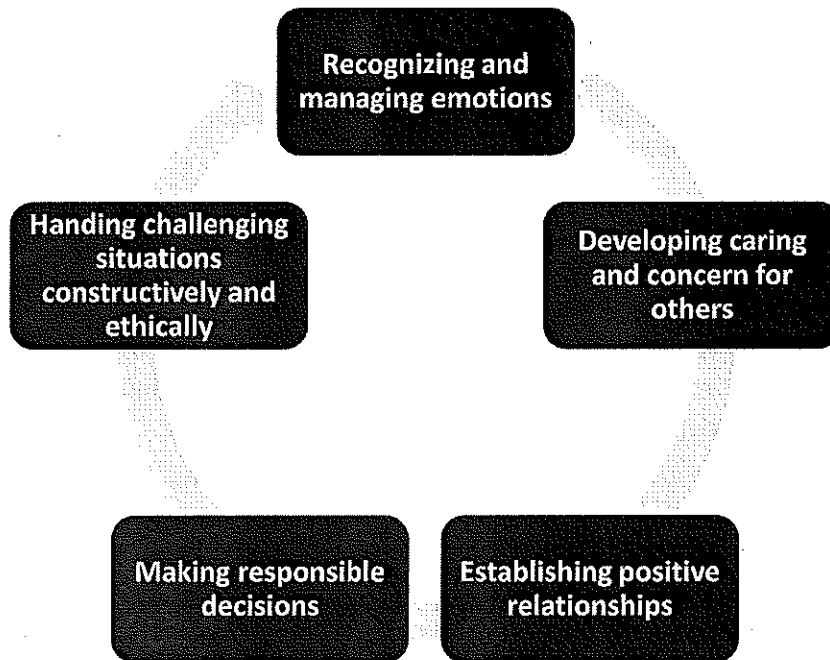 Recognizing and
managing emotions
Developing caring
and concern for
others
Establishing positive
relationships
Making responsible
decisions
Handing challenging
situations
constructively and
ethically